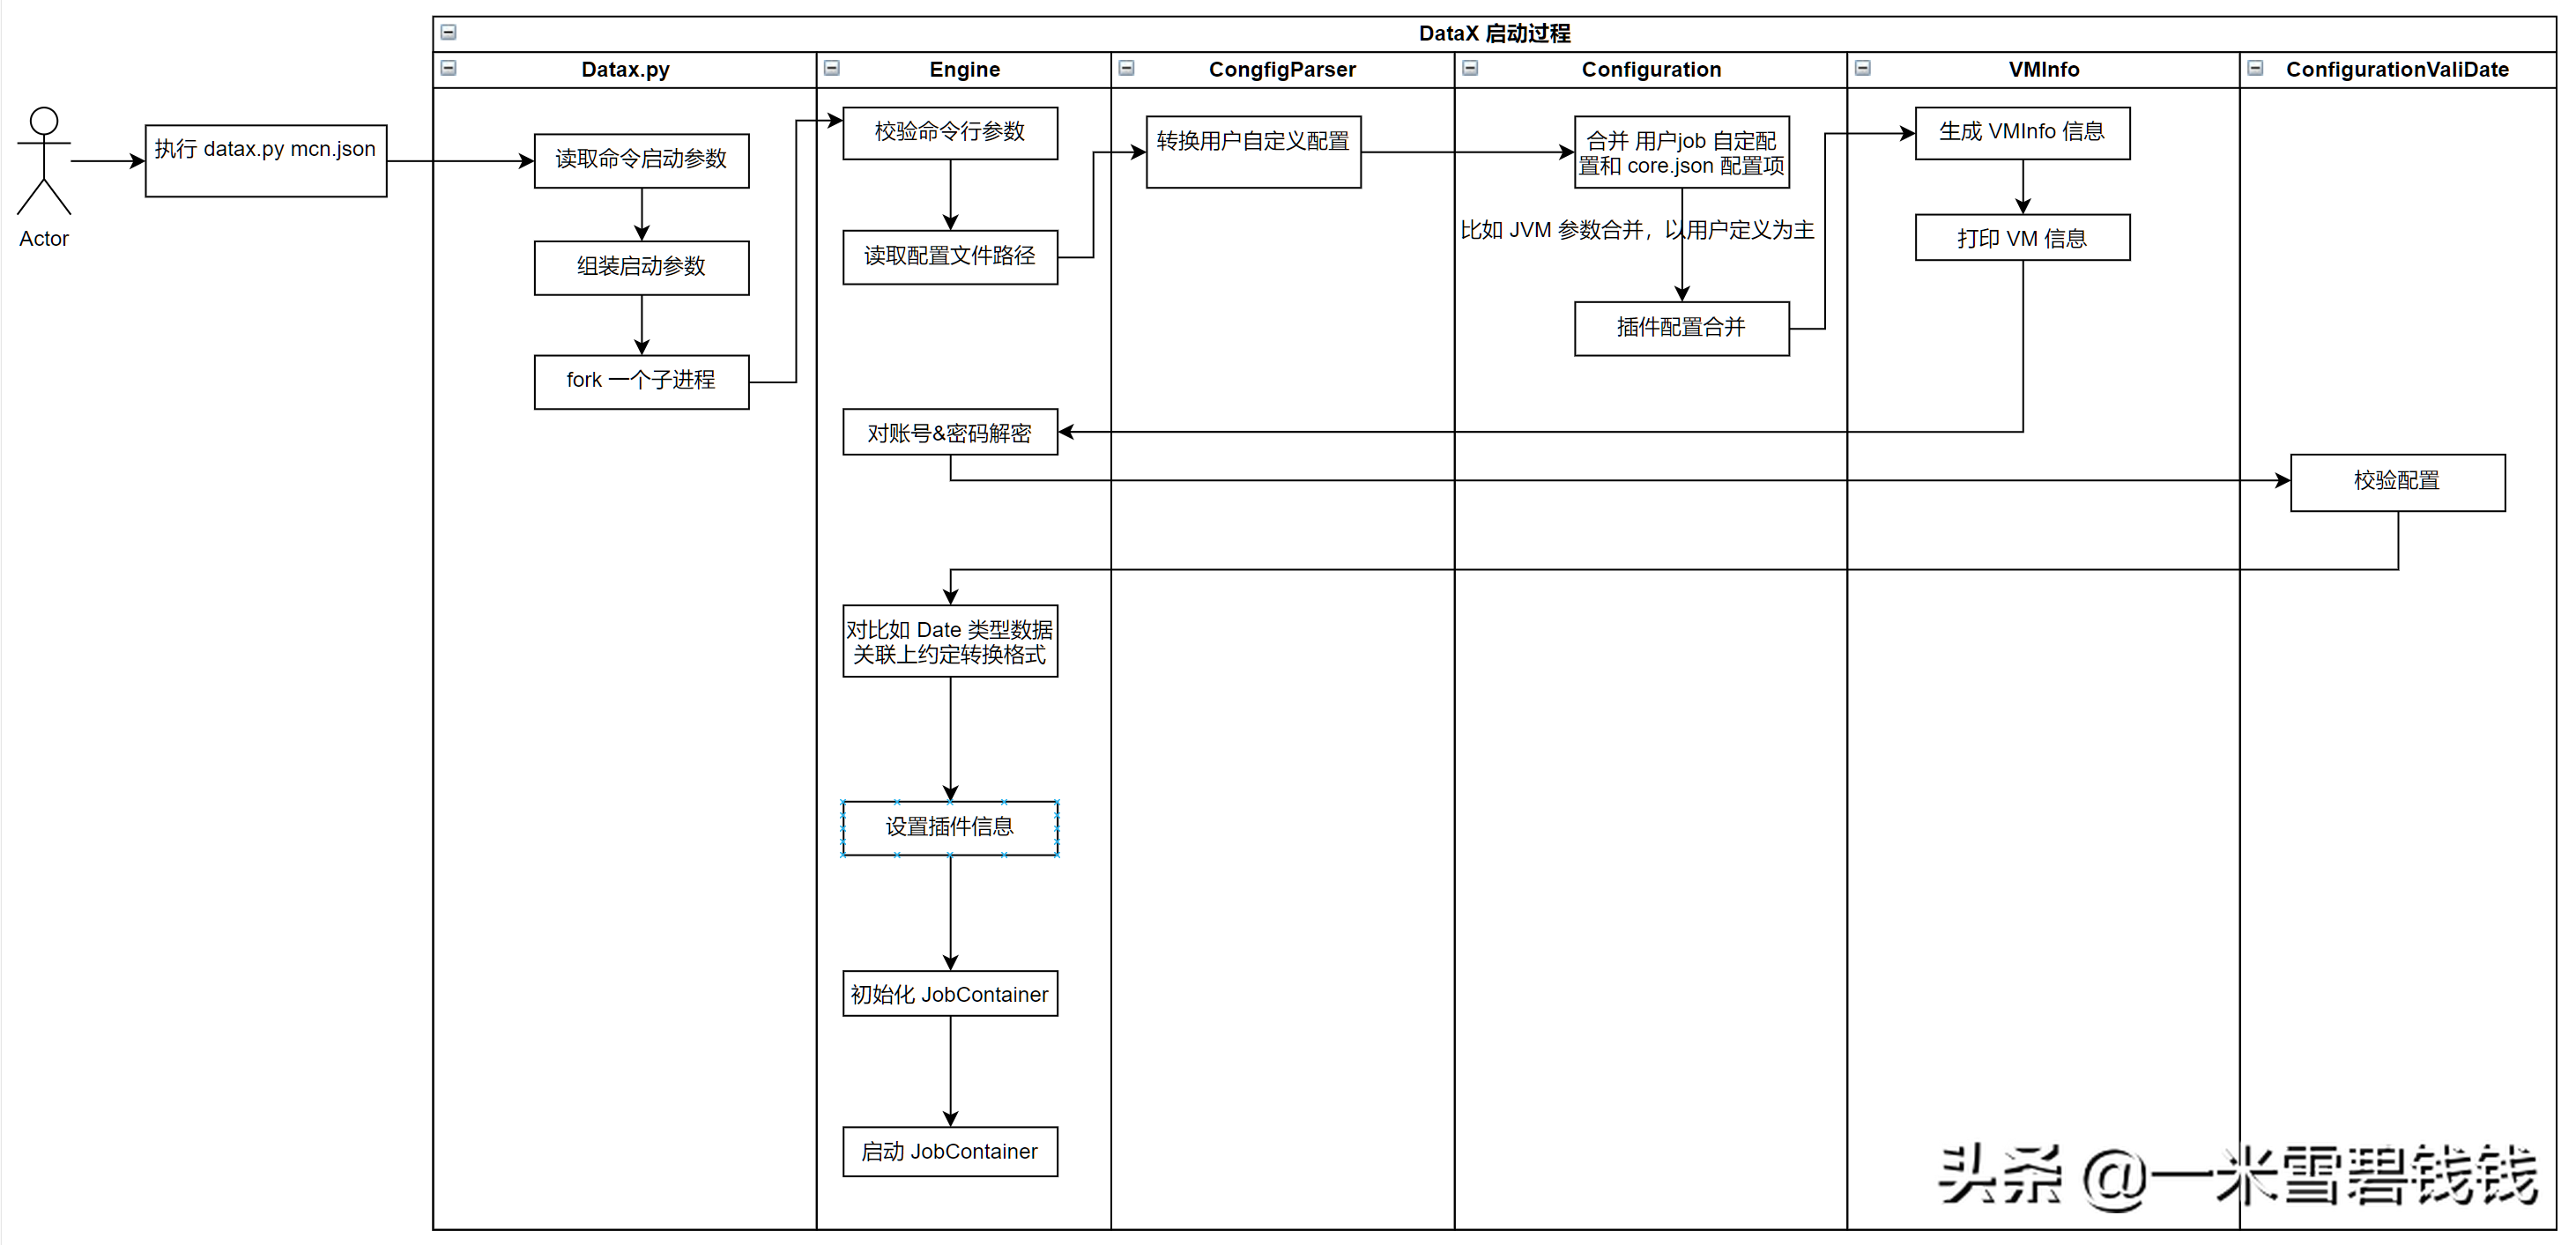 DataX 启动过程
Datax.py
Engine
CongfigParser
Configuration
VMInfo
ConfigurationValiDate
Actor
执行 datax.py mcn.json
读取命令启动参数
组装启动参数
fork 一个子进程
校验命令行参数
读取配置文件路径
转换用户自定义配置
合并 用户job 自定配
置和 core.json 配置项
比如 JVM 参数合并，以用户定义为主
插件配置合并
生成 VMInfo 信息
打印 VM 信息
对账号&密码解密
校验配置
对比如 Date 类型数据
关联上约定转换格式
设置插件信息
初始化 JobContainer
启动 JobContainer
头条 @一米雪碧钱钱